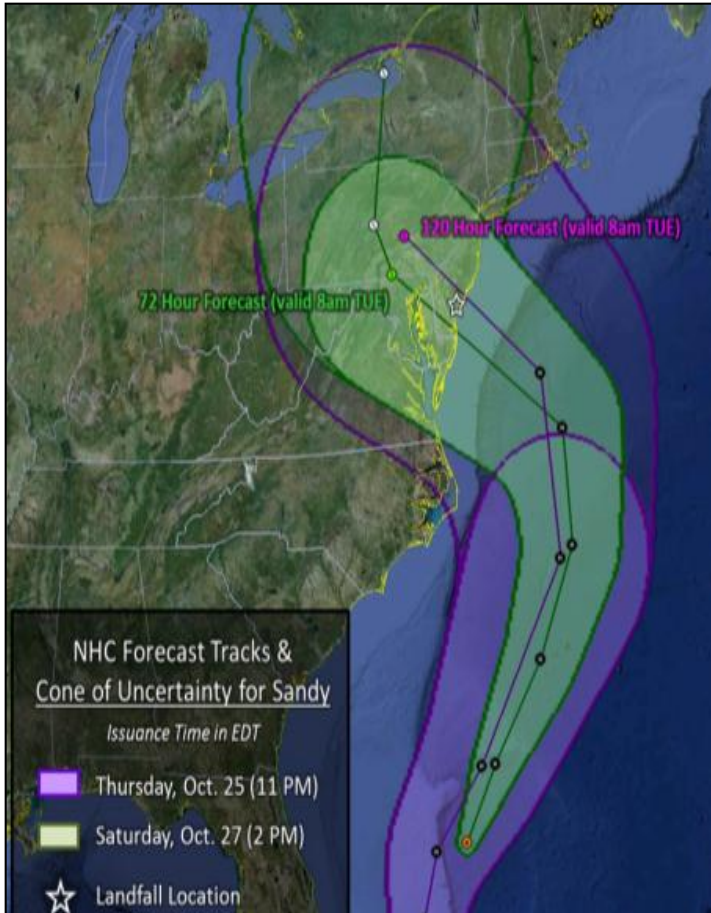 120 Hour Forecast (valid 8am TUE)
72 Hour Forecast (valid 8am TUE)
NHC Forecast Tracks &
Cone of Uncertainty for Sandy
Issuance Time in EDT
Thursday, Oct. 25 (11 PM)
Saturday, Oct. 27 (2 PM)
Landfall Location